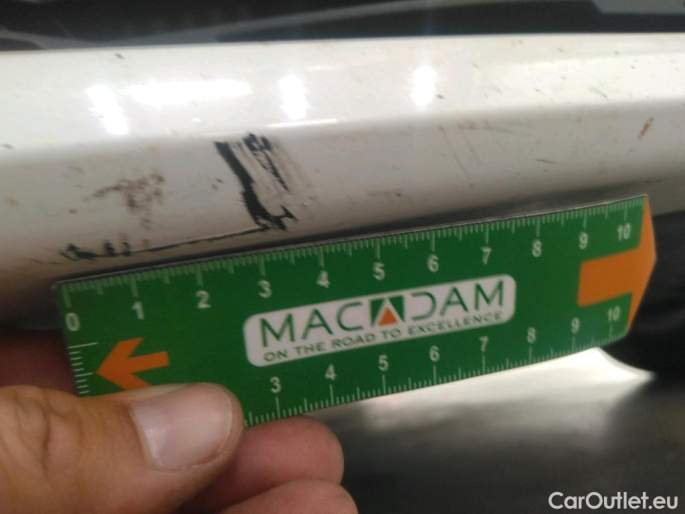 0 1 2 3 4 5 6 7 8 9 10
MACADAM
ON THE ROAD TO EXCELLENCE
3 4 5 6 7 8 9 10
CarOutlet.eu